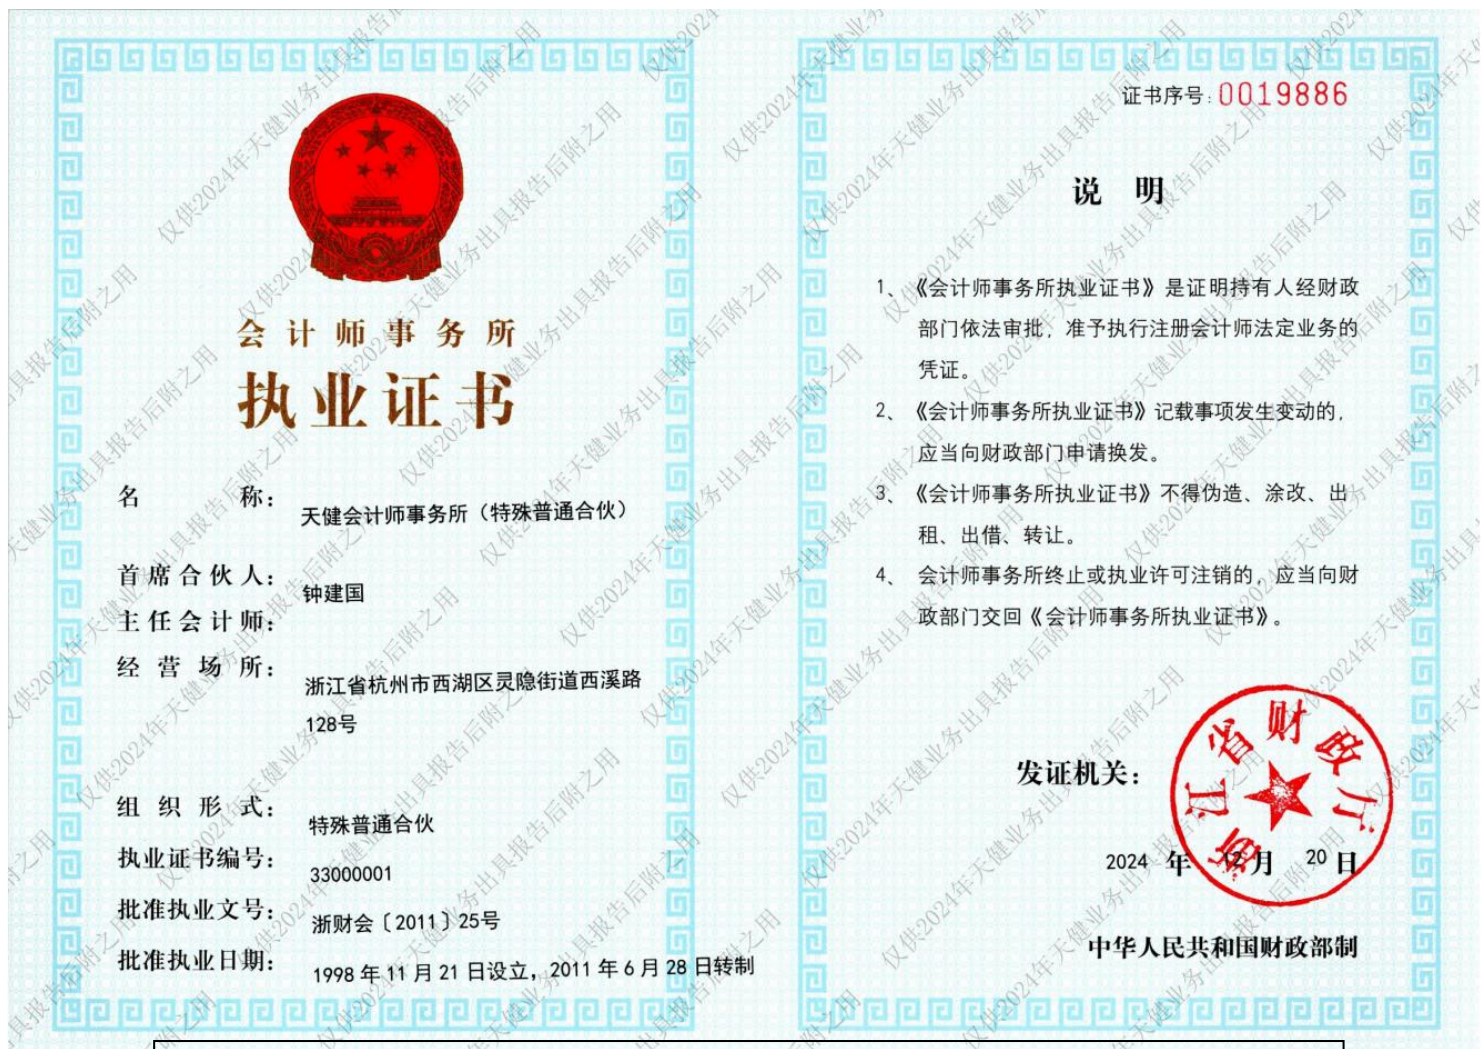 会计师事务所
执业证书
名称：天健会计师事务所（特殊普通合伙）
首席合伙人：钟建国
主任会计师：
经营场所：浙江省杭州市西湖区灵隐街道西溪路
128号
组织形式：特殊普通合伙
执业证书编号：33000001
批准执业文号：浙财会〔2011〕25号
批准执业日期：1998年11月21日设立，2011年6月28日转制
证书序号：0019886
说明
1、《会计师事务所执业证书》是证明持有人经财政
部门依法审批，准予执行注册会计师法定业务的
凭证。
2、《会计师事务所执业证书》记载事项发生变动的，
应当向财政部门申请换发。
3、《会计师事务所执业证书》不得伪造、涂改、出
租、出借、转让。
4、会计师事务所终止或执业许可注销的，应当向财
政部门交回《会计师事务所执业证书》。
发证机关：
浙江省财政厅
2024年12月20日
中华人民共和国财政部制
仅供2024年天健业务出具报告后附之用